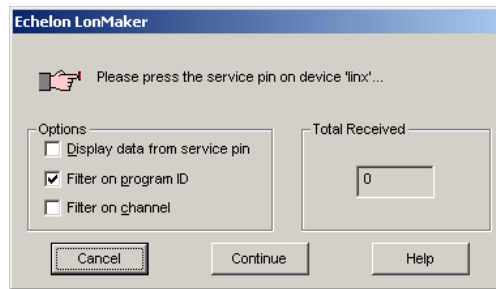 Echelon LonMaker
Please press the service pin on device 'linx'...
Options
Display data from service pin
Filter on program ID
Filter on channel
Total Received
0
Cancel
Continue
Help